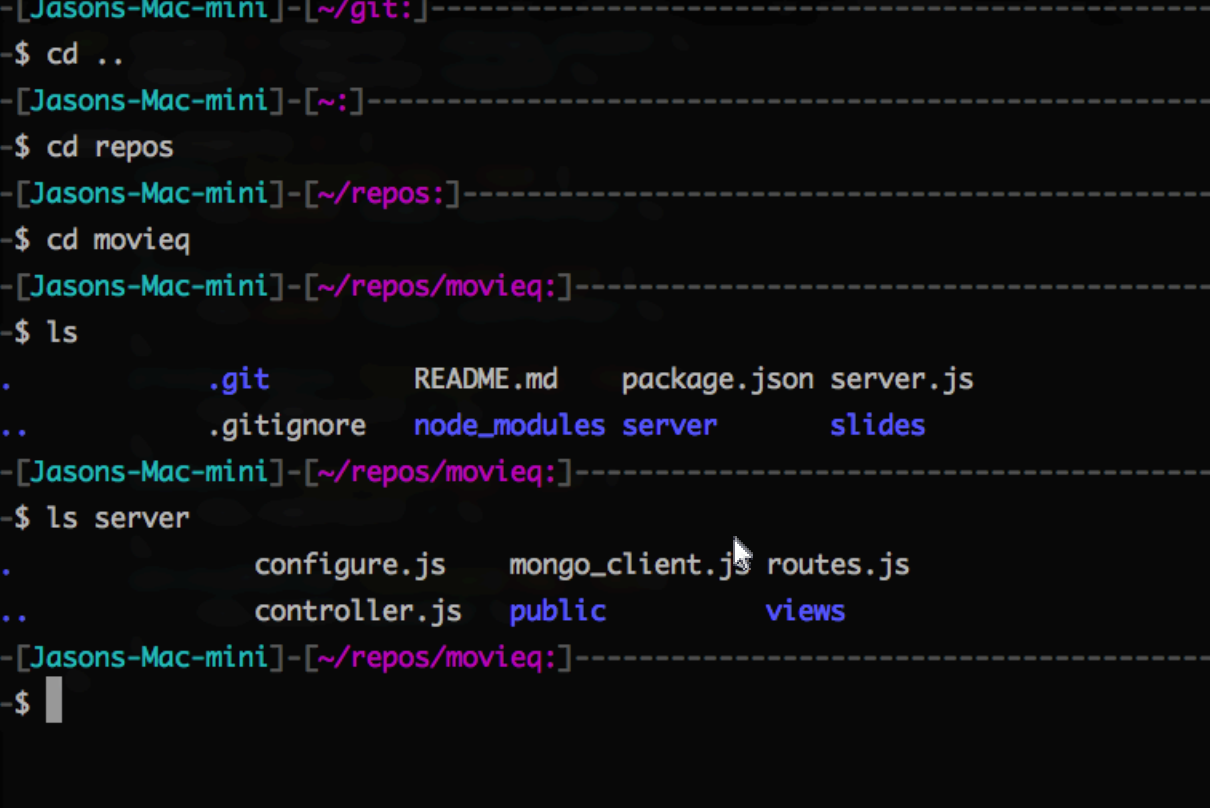 -[Jasons-Mac-mini]-[~/git:]--------------------------------------------------
-$ cd ..
-[Jasons-Mac-mini]-[~:]------------------------------------------------------
-$ cd repos
-[Jasons-Mac-mini]-[~/repos:]------------------------------------------------
-$ cd movieq
-[Jasons-Mac-mini]-[~/repos/movieq:]-----------------------------------------
-$ ls
. .git README.md package.json server.js
.. .gitignore node_modules server slides
-[Jasons-Mac-mini]-[~/repos/movieq:]-----------------------------------------
-$ ls server
. configure.js mongo_client.js routes.js
.. controller.js public views
-[Jasons-Mac-mini]-[~/repos/movieq:]-----------------------------------------
-$